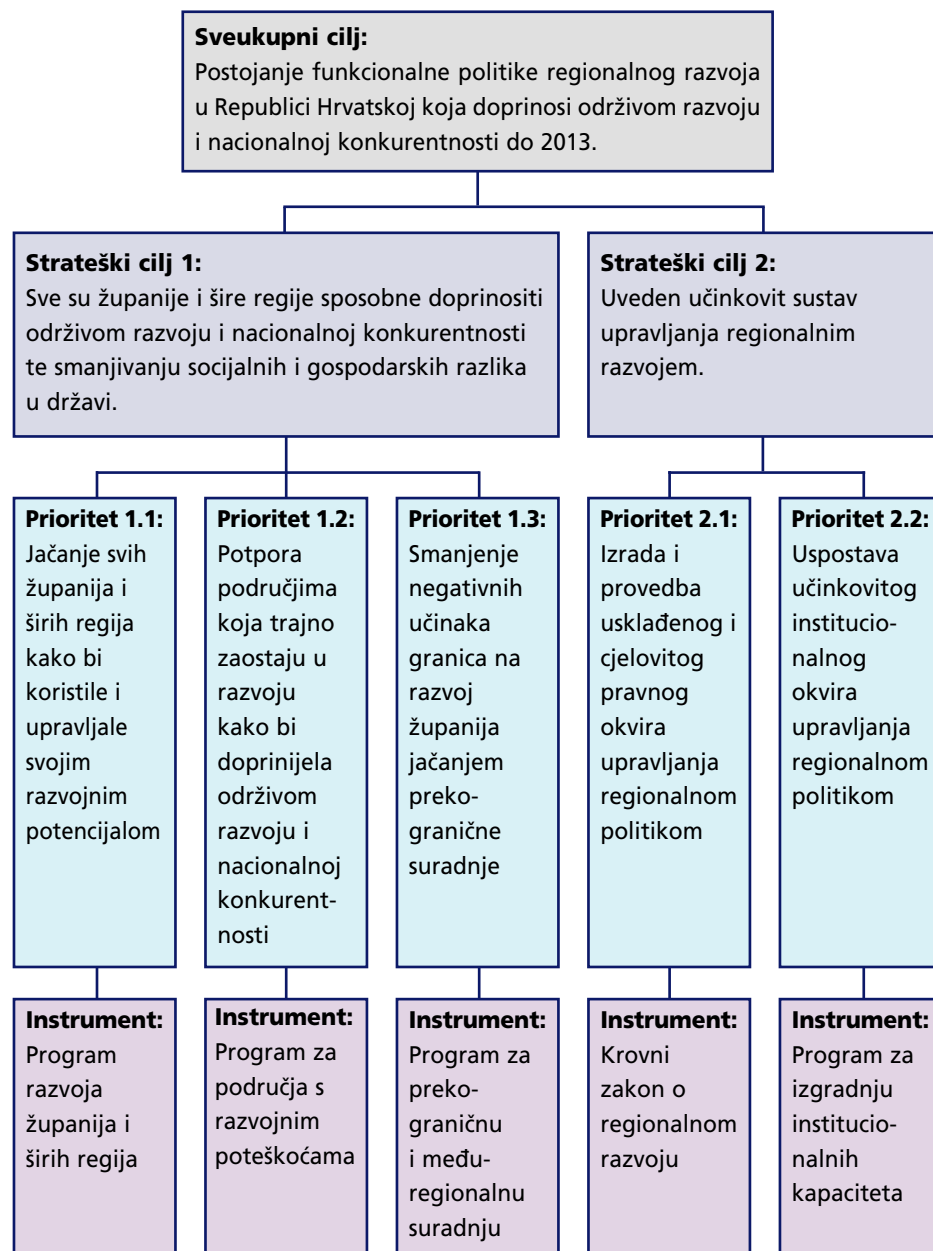 Sveukupni cilj:
Postojanje funkcionalne politike regionalnog razvoja
u Republici Hrvatskoj koja doprinosi održivom razvoju
i nacionalnoj konkurentnosti do 2013.
Strateški cilj 1:
Sve su županije i šire regije sposobne doprinositi
održivom razvoju i nacionalnoj konkurentnosti
te smanjivanju socijalnih i gospodarskih razlika
u državi.
Strateški cilj 2:
Uveden učinkovit sustav
upravljanja regionalnim
razvojem.
Prioritet 1.1:
Jačanje svih
županija i
širih regija
kako bi
koristile i
upravljale
svojim
razvojnim
potencijalom
Prioritet 1.2:
Potpora
područjima
koja trajno
zaostaju u
razvoju
kako bi
doprinijela
održivom
razvoju i
nacionalnoj
konkurent-
nosti
Prioritet 1.3:
Smanjenje
negativnih
učinaka
granica na
razvoj
županija
jačanjem
preko-
granične
suradnje
Prioritet 2.1:
Izrada i
provedba
usklađenog i
cjelovitog
pravnog
okvira
upravljanja
regionalnom
politikom
Prioritet 2.2:
Uspostava
učinkovitog
institucio-
nalnog
okvira
upravljanja
regionalnom
politikom
Instrument:
Program
razvoja
županija i
širih regija
Instrument:
Program za
područja s
razvojnim
poteškoćama
Instrument:
Program za
preko-
graničnu
i među-
regionalnu
suradnju
Instrument:
Krovni
zakon o
regionalnom
razvoju
Instrument:
Program za
izgradnju
institucio-
nalnih
kapaciteta